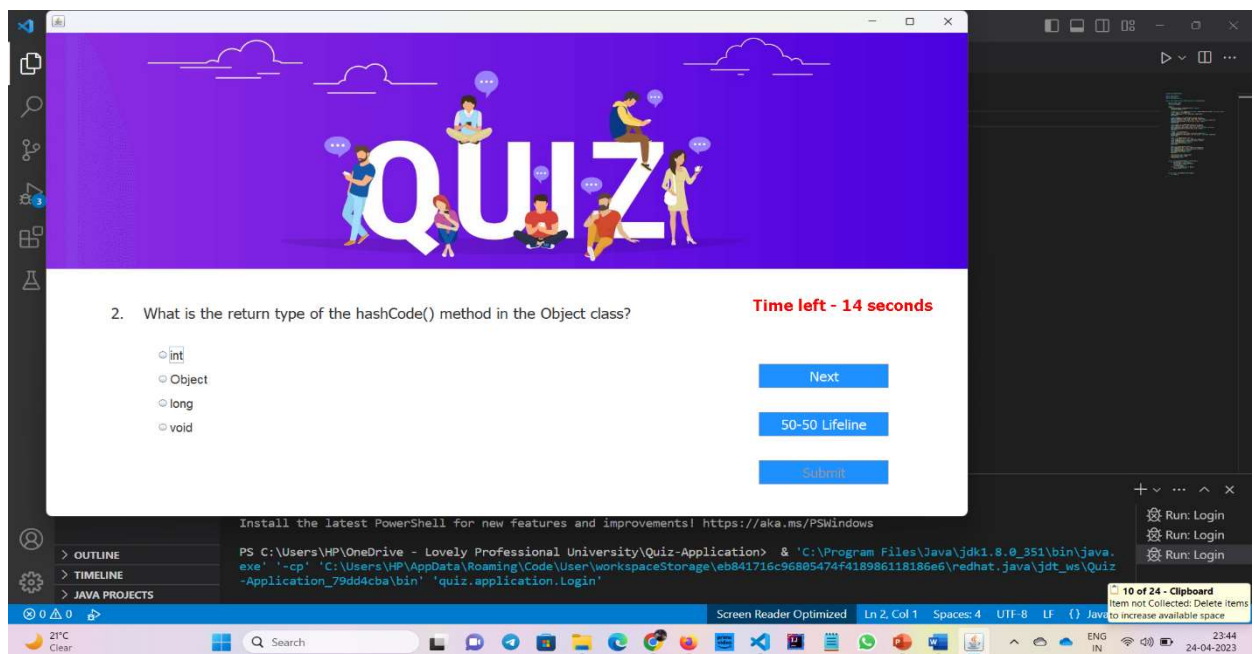 QUIZ
2. What is the return type of the hashCode() method in the Object class?
Time left - 14 seconds
int
Object
long
void
Next
50-50 Lifeline
Submit
Install the latest PowerShell for new features and improvements! https://aka.ms/PSWindows
PS C:\Users\HP\OneDrive - Lovely Professional University\Quiz-Application> & 'C:\Program Files\Java\jdk1.8.0_351\bin\java.
exe' '-cp' 'C:\Users\HP\AppData\Roaming\Code\User\workspaceStorage\eb841716c96805474f418986118186e6\redhat.java\jdt_ws\Quiz
-Application_79dd4cba\bin' 'quiz.application.Login'
Run: Login
Run: Login
Run: Login
3
OUTLINE
TIMELINE
JAVA PROJECTS
10 of 24 - Clipboard
Item not Collected: Delete items
to increase available space
0 0 Screen Reader Optimized Ln 2, Col 1 Spaces: 4 UTF-8 LF {} Java
21°C
Clear
Search
ENG
IN
23:44
24-04-2023